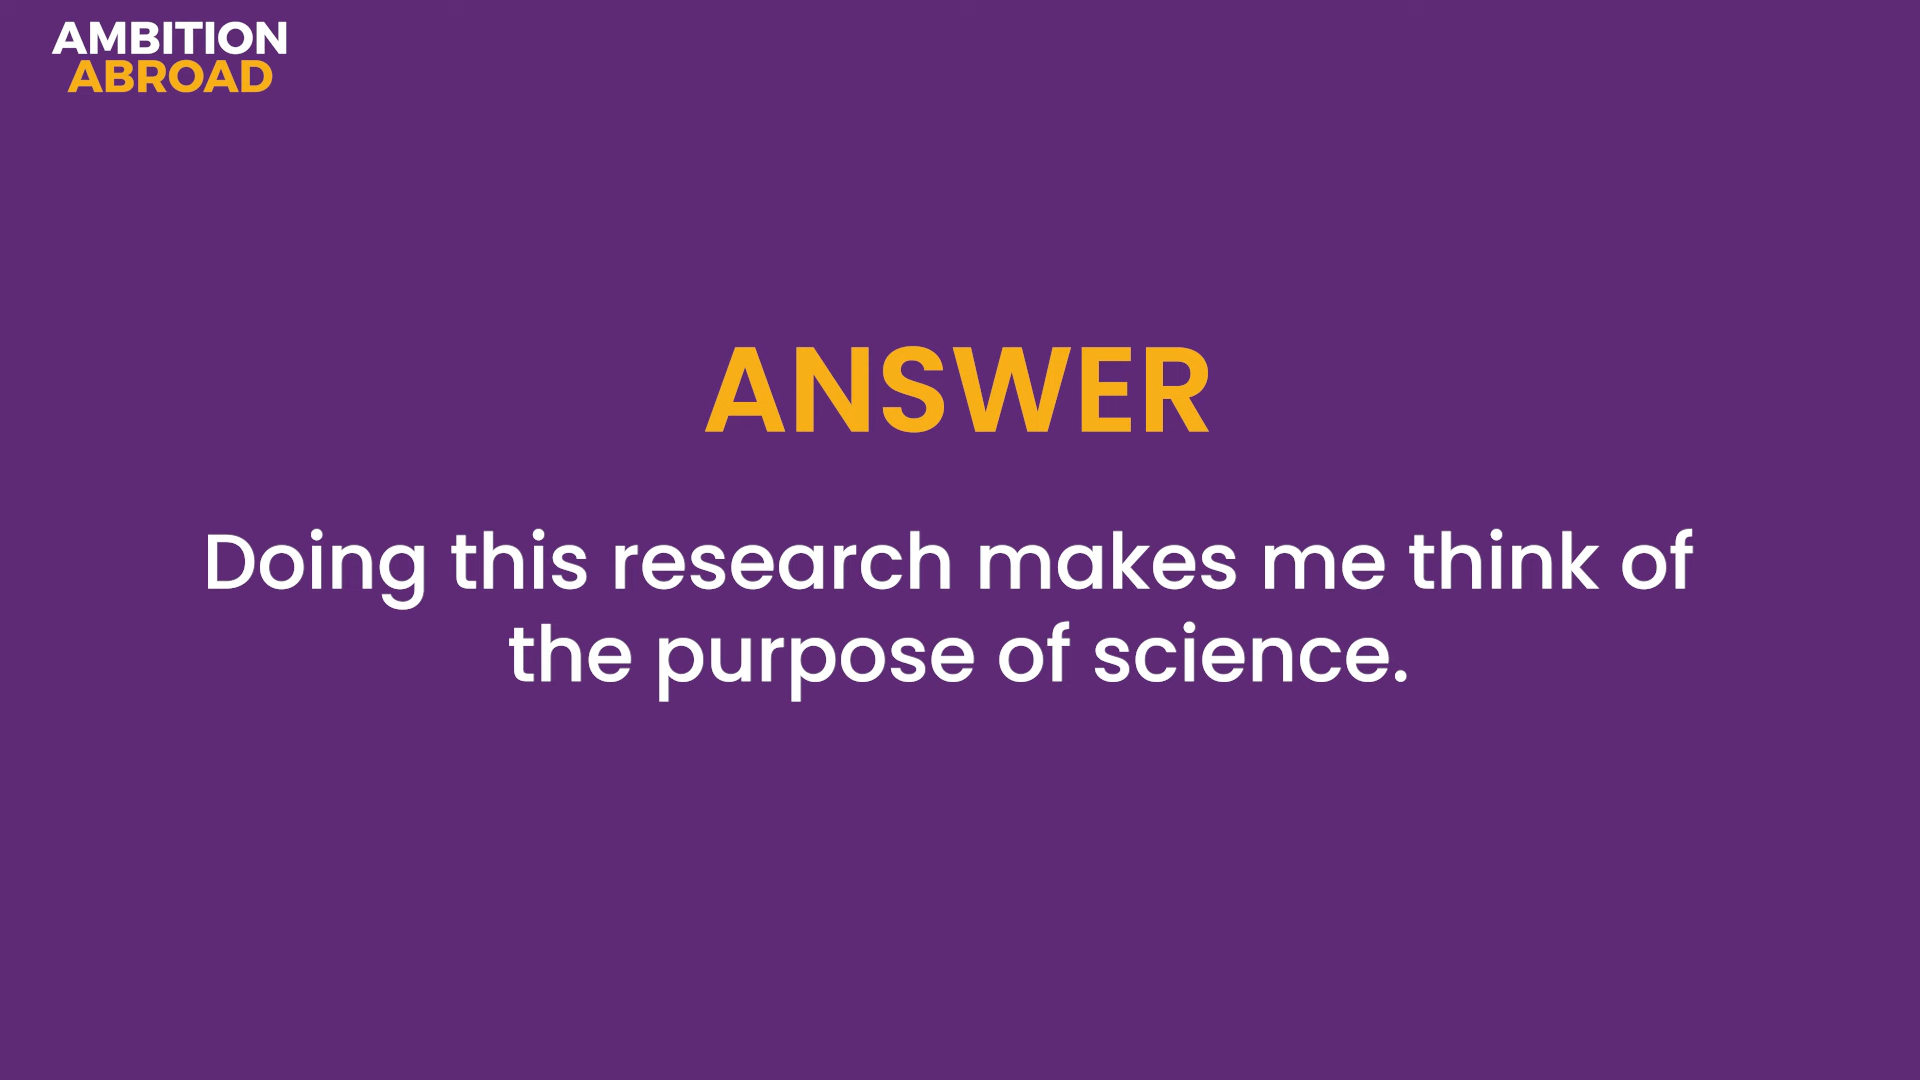 AMBITION
ABROAD
ANSWER
Doing this research makes me think of
the purpose of science.